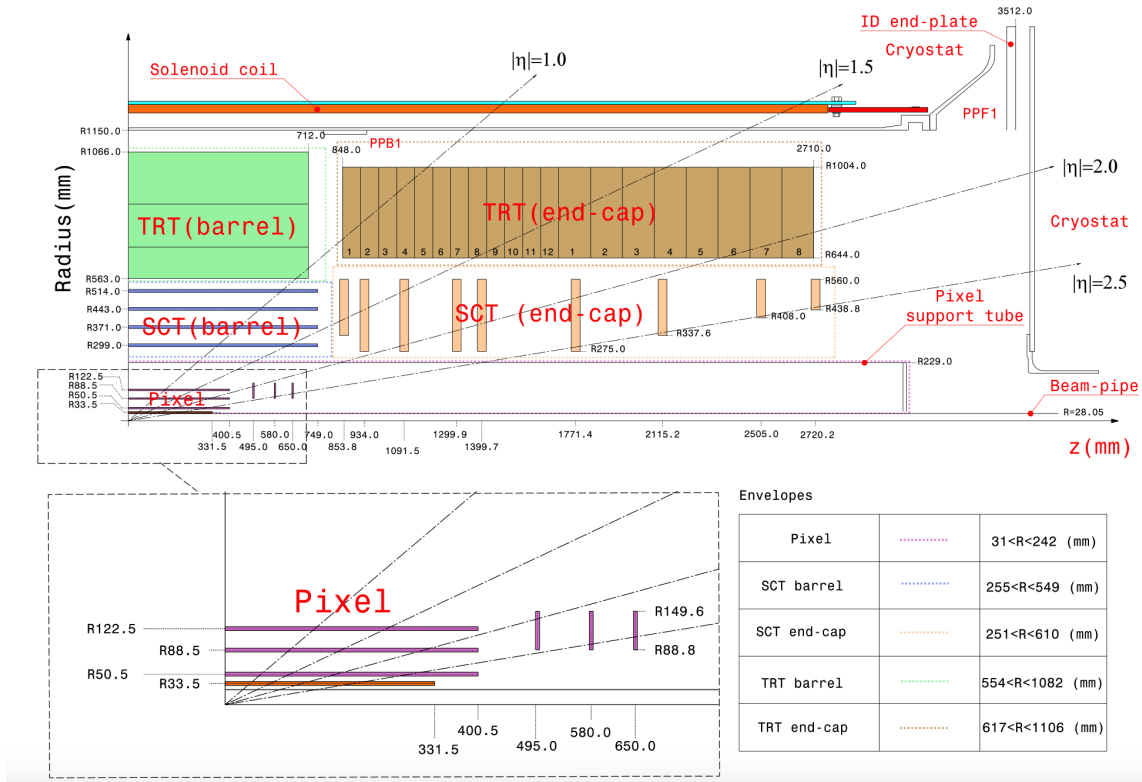 3512.0
ID end-plate
Cryostat
|η|=1.0
|η|=1.5
Solenoid coil
PPF1
R1150.0
712.0
PPB1
R1066.0
848.0
2710.0
R1004.0
|η|=2.0
Radius(mm)
TRT(barrel)
TRT(end-cap)
Cryostat
1 2 3 4 5 6 7 8 9 10 11 12 1 2 3 4 5 6 7 8
R644.0
R563.0
R514.0
R443.0
R371.0
R299.0
SCT(barrel)
SCT (end-cap)
R560.0
R438.8
R408.0
R337.6
R275.0
|η|=2.5
Pixel
support tube
R229.0
R122.5
R88.5
R50.5
R33.5
Pixel
Beam-pipe
R=28.05
400.5 580.0 749.0 934.0 1299.9 1771.4 2115.2 2505.0 2720.2
331.5 495.0 650.0 853.8 1091.5 1399.7
z(mm)
Pixel
R122.5
R88.5
R50.5
R33.5
R149.6
R88.8
400.5
331.5
495.0
580.0
650.0
Envelopes
Pixel 31<R<242 (mm)
SCT barrel 255<R<549 (mm)
SCT end-cap 251<R<610 (mm)
TRT barrel 554<R<1082 (mm)
TRT end-cap 617<R<1106 (mm)